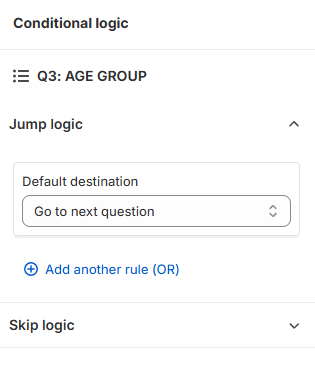 Conditional logic
Q3: AGE GROUP
Jump logic
Default destination
Go to next question
Add another rule (OR)
Skip logic